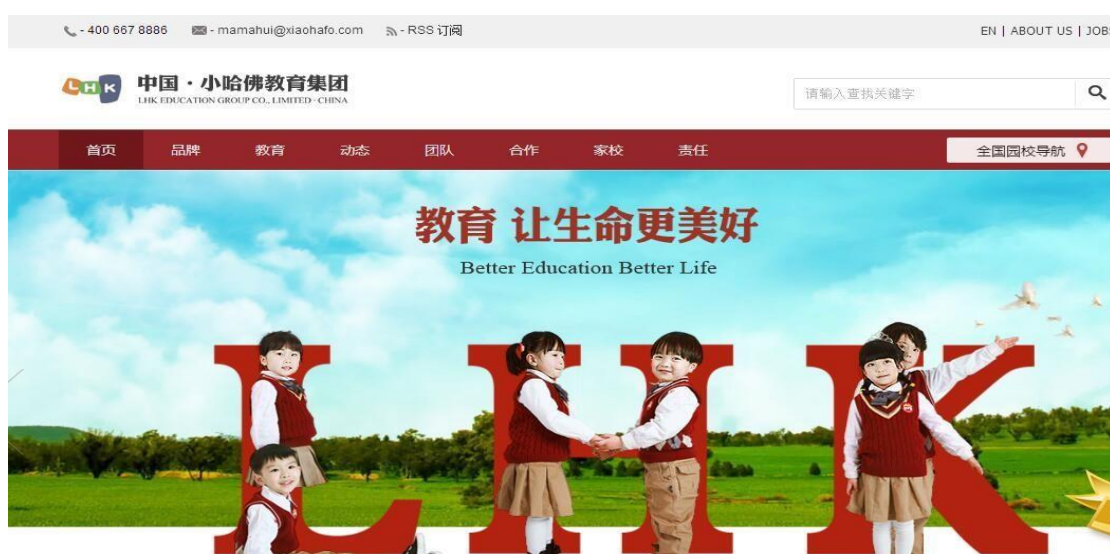 - 400 667 8886 - mamahui@xiaohafo.com - RSS 订阅 EN | ABOUT US | JOBS
LHK 中国·小哈佛教育集团
LHK EDUCATION GROUP CO., LIMITED·CHINA
请输入查找关键字
首页 品牌 教育 动态 团队 合作 家校 责任 全国园校导航
教育 让生命更美好
Better Education Better Life
LHK